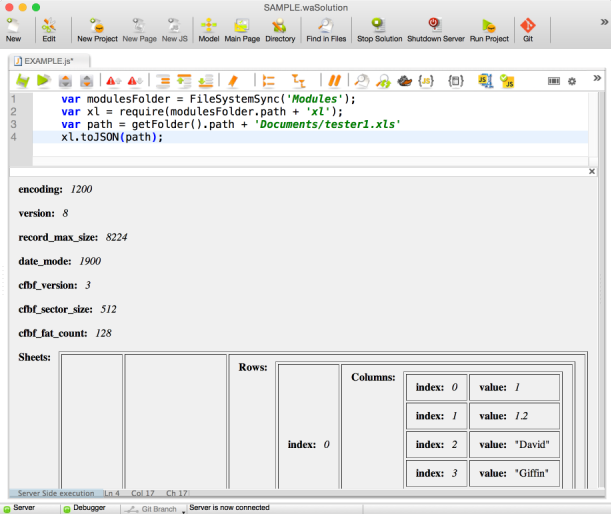 SAMPLE.waSolution
New Edit New Project New Page New JS Model Main Page Directory Find in Files Stop Solution Shutdown Server Run Project Git
EXAMPLE.js*
1 var modulesFolder = FileSystemSync('Modules');
2 var xl = require(modulesFolder.path + 'xl');
3 var path = getFolder().path + 'Documents/tester1.xls'
4 xl.toJSON(path);
encoding: 1200
version: 8
record_max_size: 8224
date_mode: 1900
cfbf_version: 3
cfbf_sector_size: 512
cfbf_fat_count: 128
Sheets:
Rows:
index: 0
Columns:
index: 0 value: 1
index: 1 value: 1.2
index: 2 value: "David"
index: 3 value: "Giffin"
Server Side execution Ln 4 Col 17 Ch 17
Server Debugger Git Branch Server is now connected